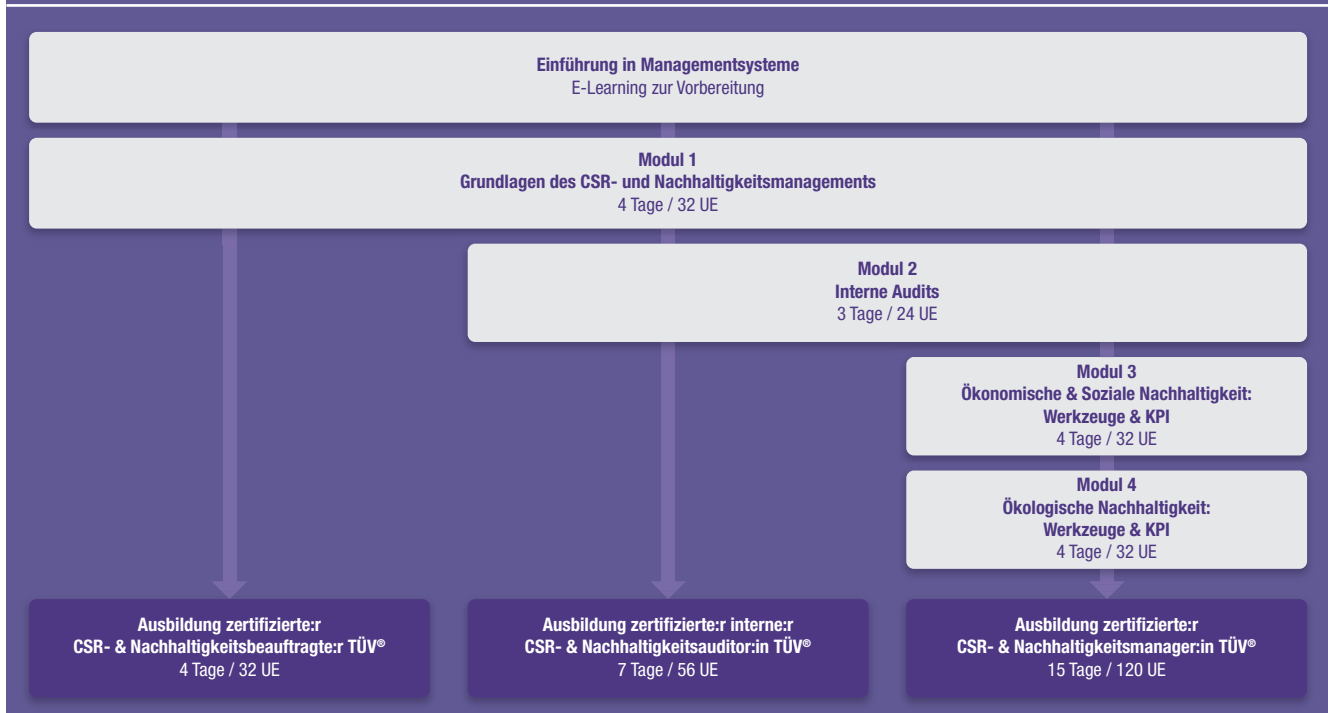 Einführung in Managementsysteme
E-Learning zur Vorbereitung
Modul 1
Grundlagen des CSR- und Nachhaltigkeitsmanagements
4 Tage / 32 UE
Modul 2
Interne Audits
3 Tage / 24 UE
Modul 3
Ökonomische & Soziale Nachhaltigkeit:
Werkzeuge & KPI
4 Tage / 32 UE
Modul 4
Ökologische Nachhaltigkeit:
Werkzeuge & KPI
4 Tage / 32 UE
Ausbildung zertifizierte:r
CSR- & Nachhaltigkeitsbeauftragte:r TÜV®
4 Tage / 32 UE
Ausbildung zertifizierte:r interne:r
CSR- & Nachhaltigkeitsauditor:in TÜV®
7 Tage / 56 UE
Ausbildung zertifizierte:r
CSR- & Nachhaltigkeitsmanager:in TÜV®
15 Tage / 120 UE